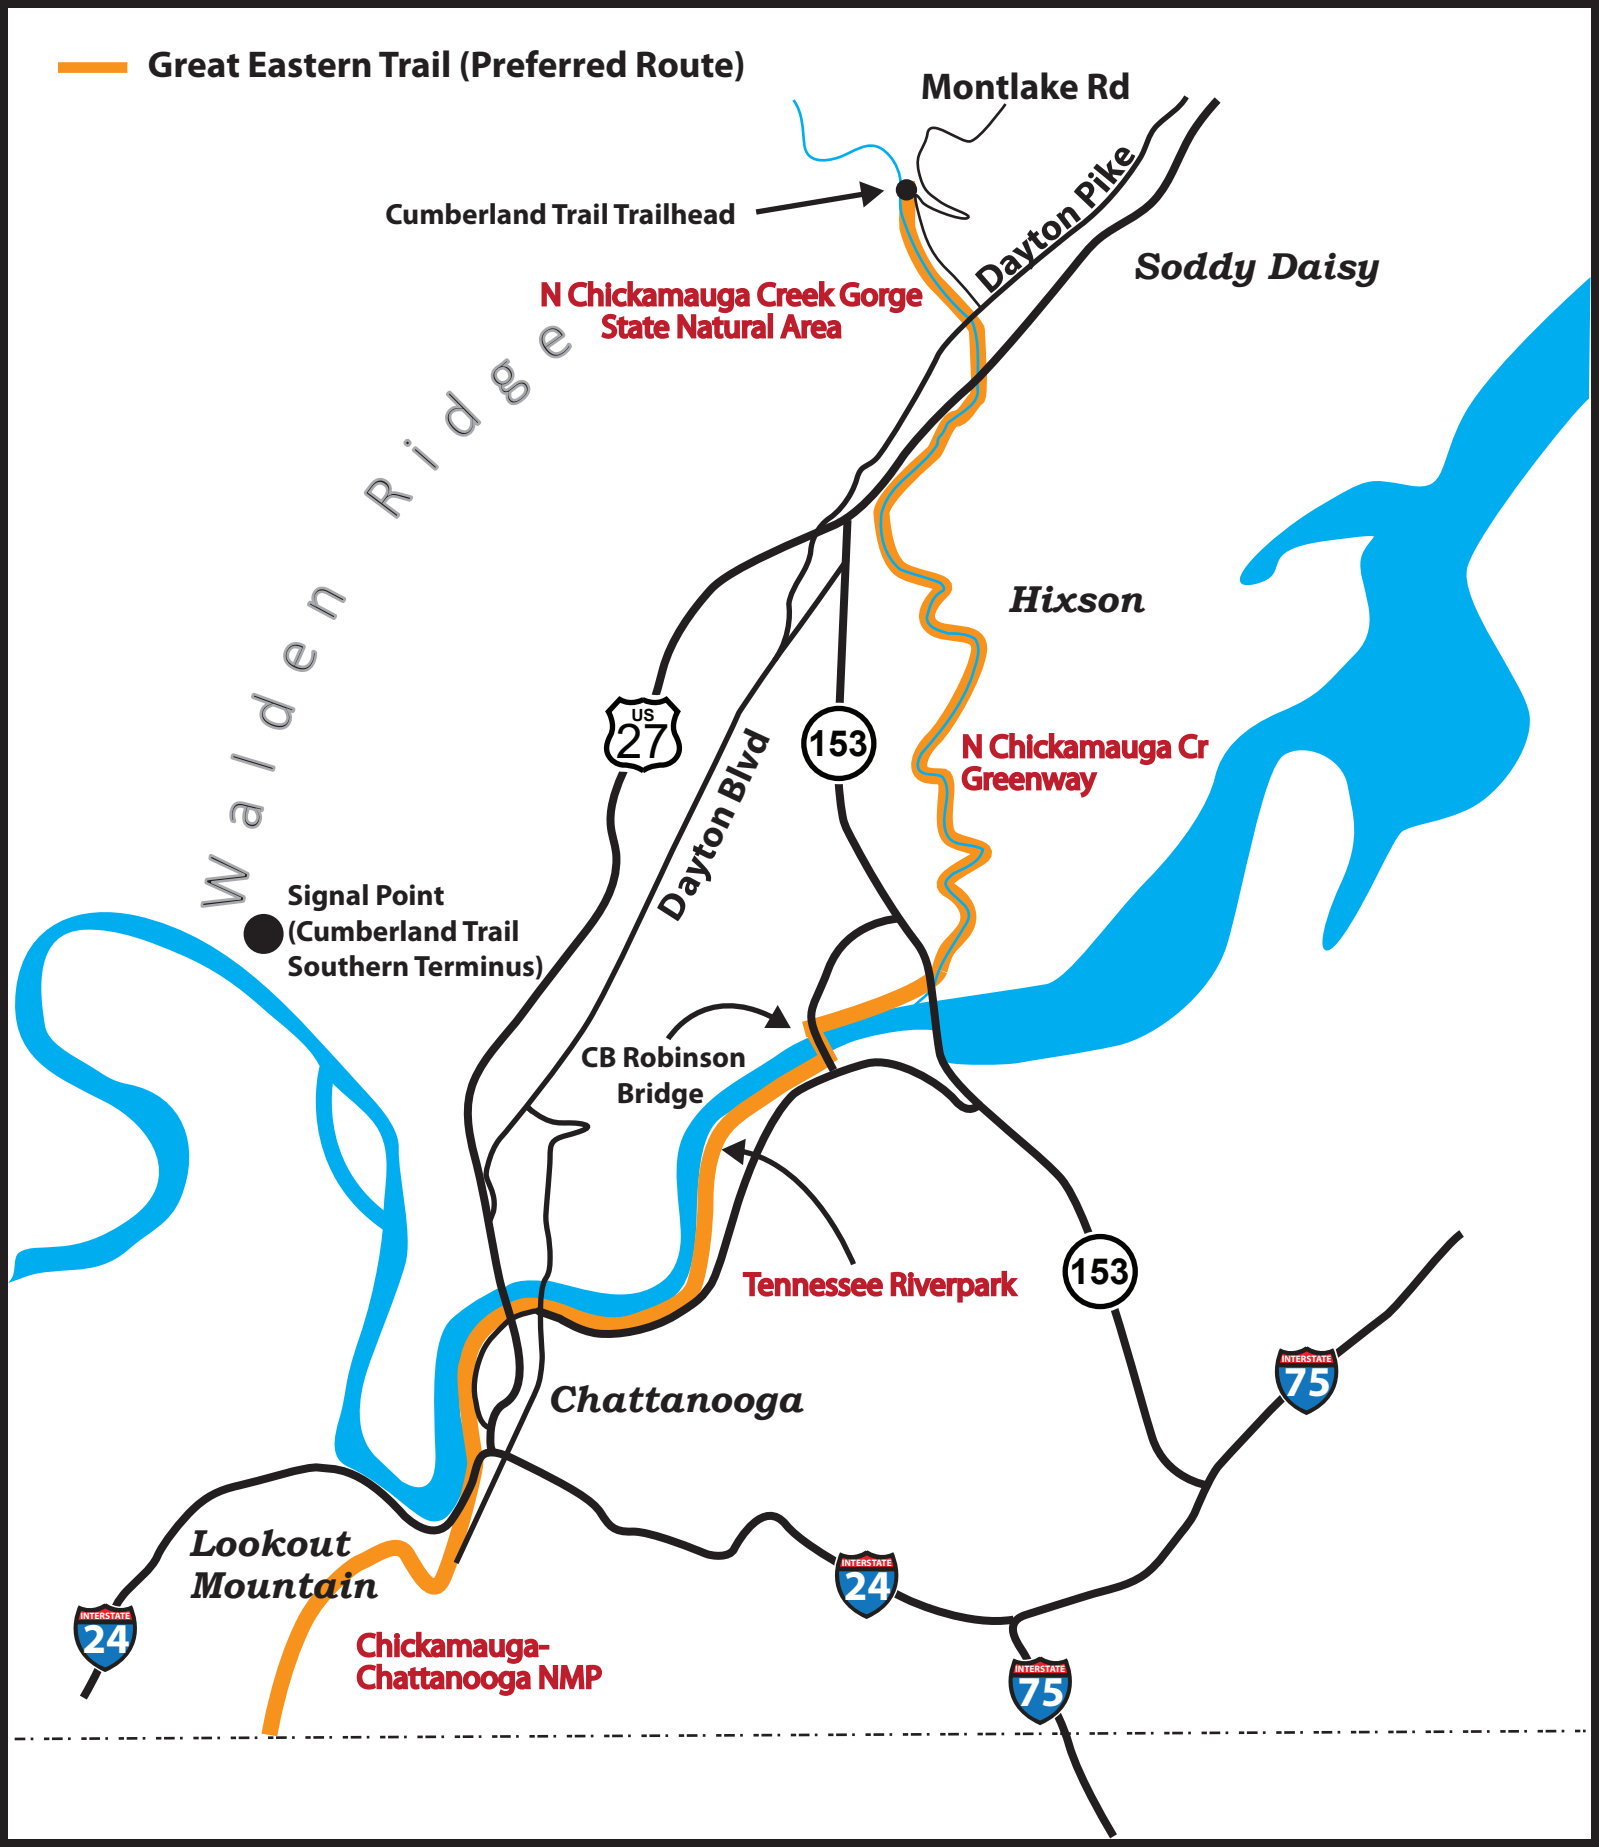 Great Eastern Trail (Preferred Route)
Montlake Rd
Dayton Pike
Cumberland Trail Trailhead
Soddy Daisy
N Chickamauga Creek Gorge
State Natural Area
Walden Ridge
Hixson
US
27
153
Dayton Blvd
N Chickamauga Cr
Greenway
Signal Point
(Cumberland Trail
Southern Terminus)
CB Robinson
Bridge
Tennessee Riverpark
153
INTERSTATE
75
Chattanooga
Lookout
Mountain
INTERSTATE
24
INTERSTATE
24
Chickamauga-
Chattanooga NMP
INTERSTATE
75